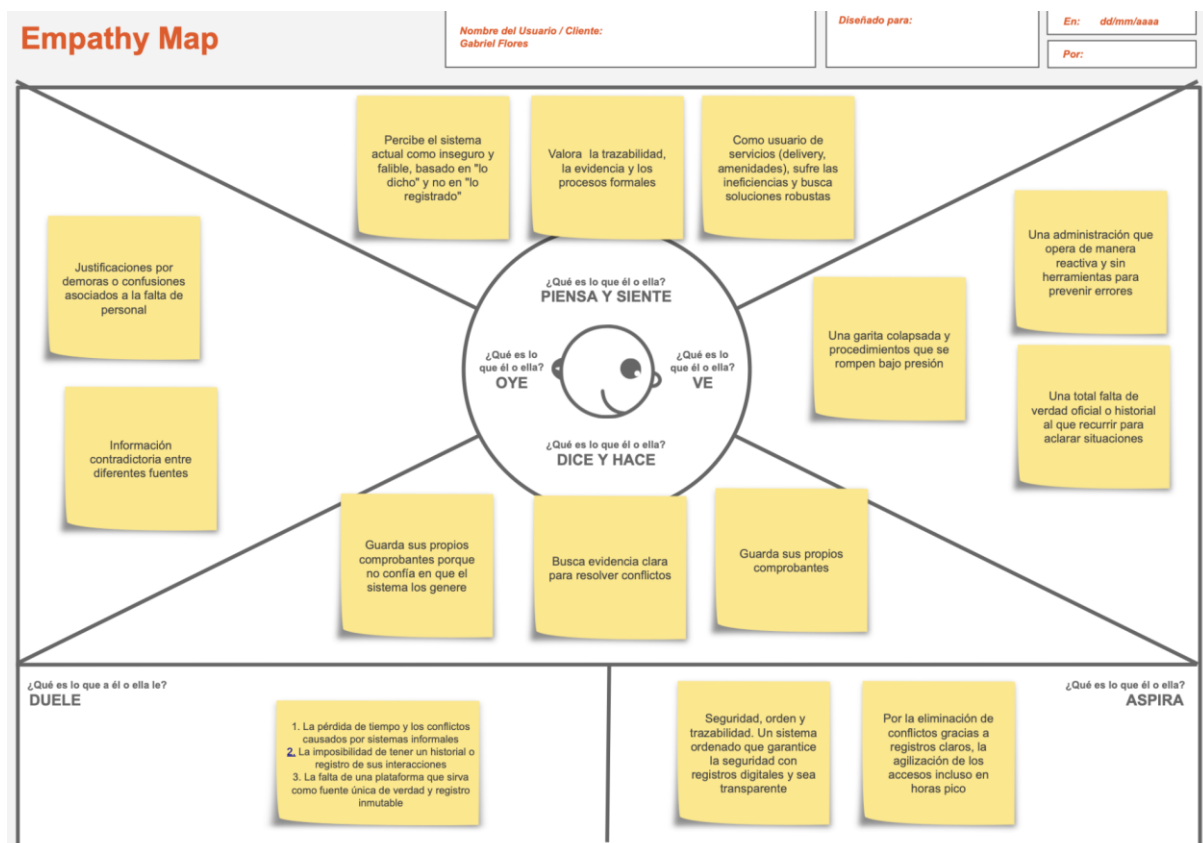 Empathy Map
Nombre del Usuario / Cliente:
Gabriel Flores
Diseñado para:
En: dd/mm/aaaa
Por:
Percibe el sistema
actual como inseguro y
falible, basado en "lo
dicho" y no en "lo
registrado"
Valora la trazabilidad,
la evidencia y los
procesos formales
Como usuario de
servicios (delivery,
amenidades), sufre las
ineficiencias y busca
soluciones robustas
Justificaciones por
demoras o confusiones
asociados a la falta de
personal
Información
contradictoria entre
diferentes fuentes
¿Qué es lo que él o ella?
PIENSA Y SIENTE
¿Qué es lo
que él o ella?
OYE
¿Qué es lo
que él o ella?
VE
¿Qué es lo que él o ella?
DICE Y HACE
Una garita colapsada y
procedimientos que se
rompen bajo presión
Una administración que
opera de manera
reactiva y sin
herramientas para
prevenir errores
Una total falta de
verdad oficial o historial
al que recurrir para
aclarar situaciones
Guarda sus propios
comprobantes porque
no confía en que el
sistema los genere
Busca evidencia clara
para resolver conflictos
Guarda sus propios
comprobantes
¿Qué es lo que a él o ella le?
DUELE
1. La pérdida de tiempo y los conflictos
causados por sistemas informales
2. La imposibilidad de tener un historial o
registro de sus interacciones
3. La falta de una plataforma que sirva
como fuente única de verdad y registro
inmutable
¿Qué es lo que él o ella?
ASPIRA
Seguridad, orden y
trazabilidad. Un sistema
ordenado que garantice
la seguridad con
registros digitales y sea
transparente
Por la eliminación de
conflictos gracias a
registros claros, la
agilización de los
accesos incluso en
horas pico